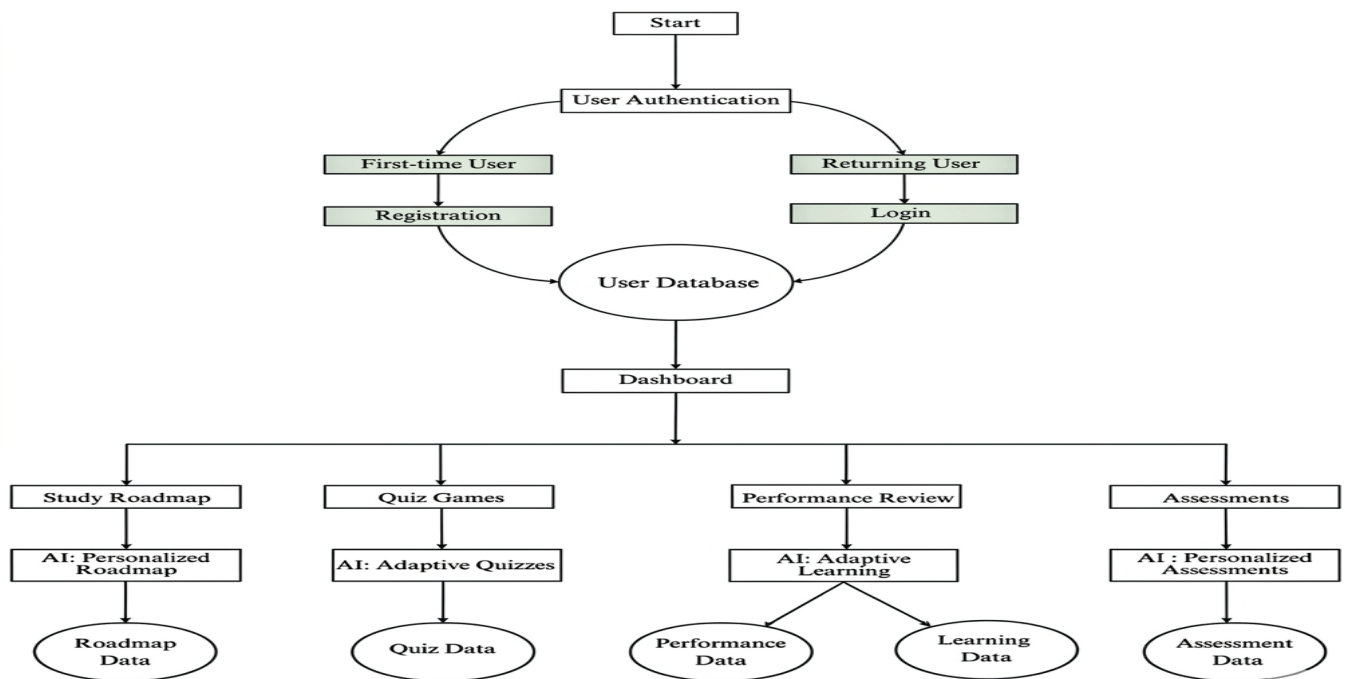 Start
User Authentication
First-time User
Returning User
Registration
Login
User Database
Dashboard
Study Roadmap
Quiz Games
Performance Review
Assessments
AI: Personalized
Roadmap
AI: Adaptive Quizzes
AI: Adaptive
Learning
AI : Personalized
Assessments
Roadmap
Data
Quiz Data
Performance
Data
Learning
Data
Assessment
Data